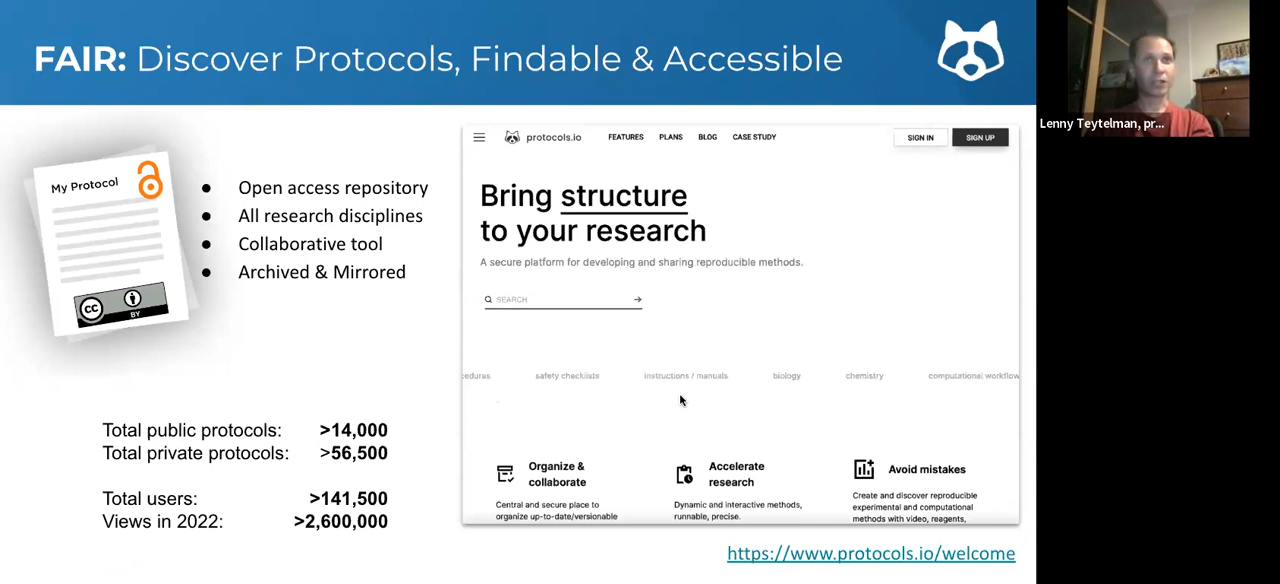 FAIR: Discover Protocols, Findable & Accessible
Lenny Teytelman, pr...
My Protocol
CC
BY
● Open access repository
● All research disciplines
● Collaborative tool
● Archived & Mirrored
Total public protocols: >14,000
Total private protocols: >56,500
Total users: >141,500
Views in 2022: >2,600,000
protocols.io FEATURES PLANS BLOG CASE STUDY SIGN IN SIGN UP
Bring structure
to your research
A secure platform for developing and sharing reproducible methods.
SEARCH
cedures safety checklists instructions / manuals biology chemistry computational workflow
Organize &
collaborate
Central and secure place to
organize up-to-date/versionable
Accelerate
research
Dynamic and interactive methods,
runnable, precise.
Avoid mistakes
Create and discover reproducible
experimental and computational
methods with video, reagents,
https://www.protocols.io/welcome